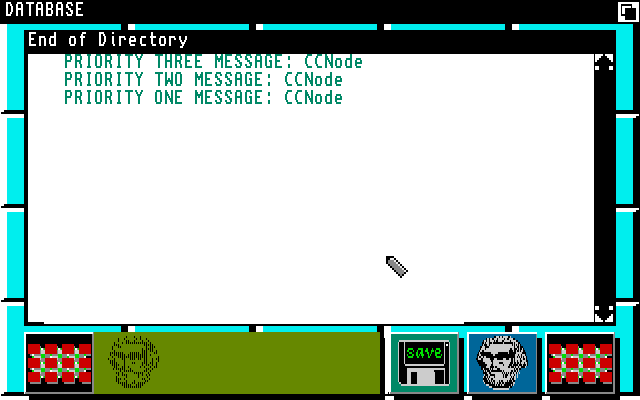 DATABASE
End of Directory
PRIORITY THREE MESSAGE: CCNode
PRIORITY TWO MESSAGE: CCNode
PRIORITY ONE MESSAGE: CCNode
save